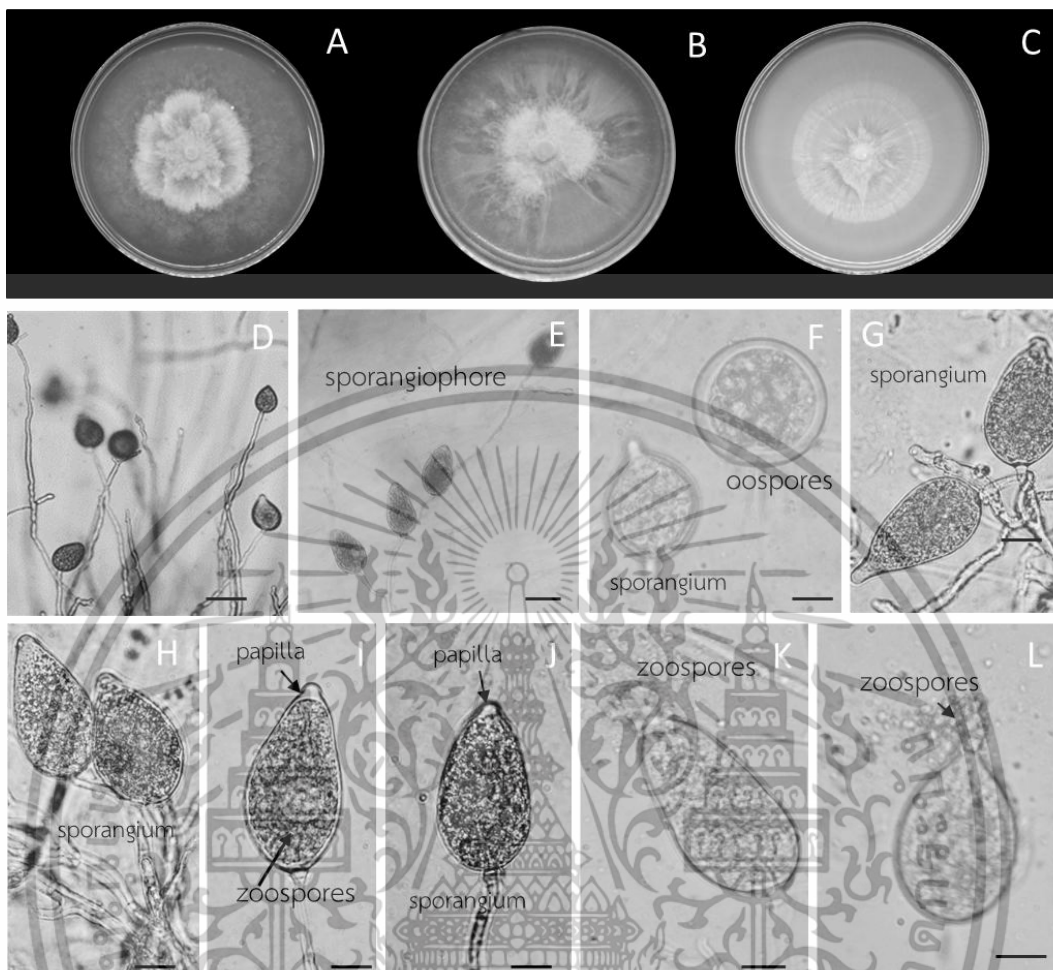 A
B
C
D
E
sporangiophore
F
oospores
sporangium
G
sporangium
H
sporangium
I
papilla
zoospores
J
papilla
sporangium
K
zoospores
L
zoospores